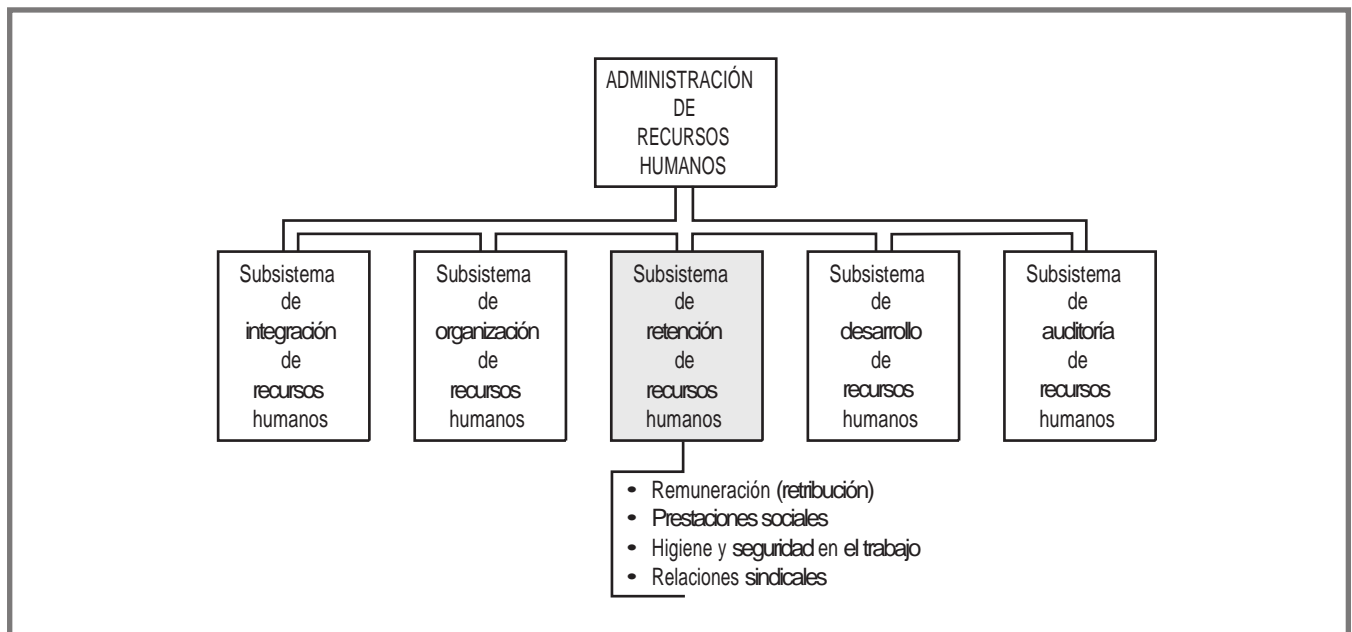 ADMINISTRACIÓN
DE
RECURSOS
HUMANOS
Subsistema
de
integración
de
recursos
humanos
Subsistema
de
organización
de
recursos
humanos
Subsistema
de
retención
de
recursos
humanos
Subsistema
de
desarrollo
de
recursos
humanos
Subsistema
de
auditoría
de
recursos
humanos
• Remuneración (retribución)
• Prestaciones sociales
• Higiene y seguridad en el trabajo
• Relaciones sindicales